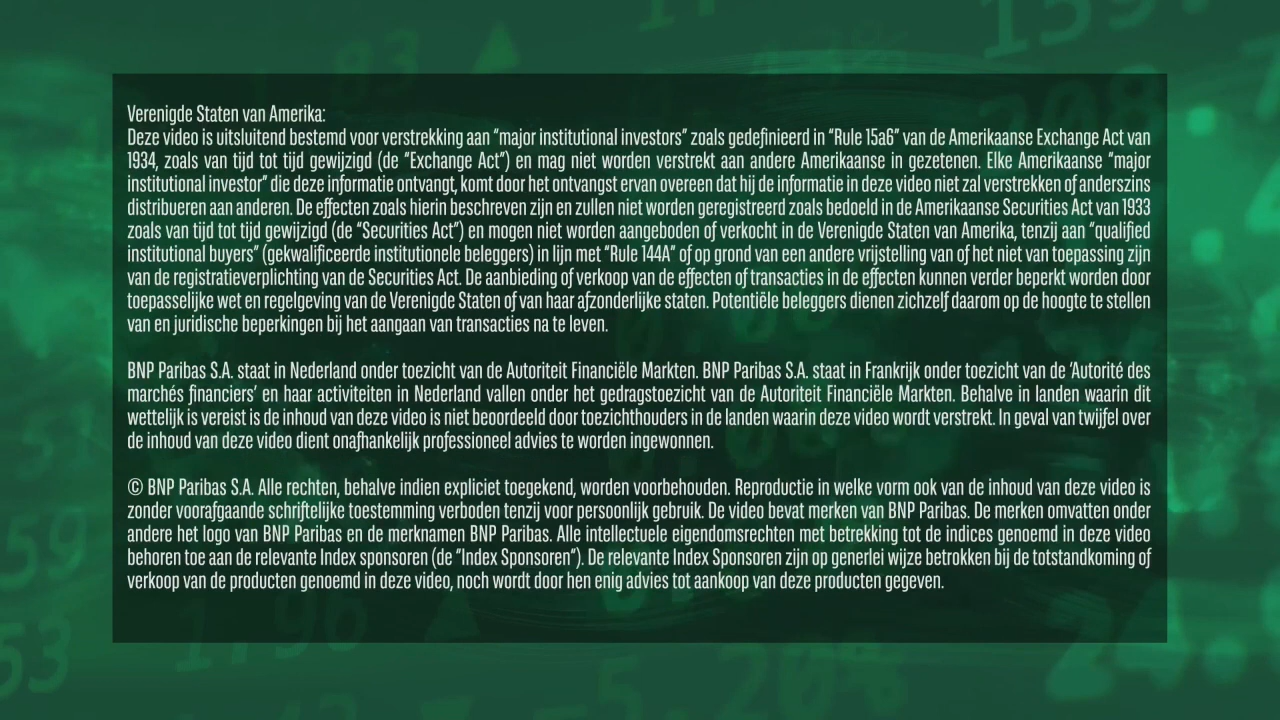 Verenigde Staten van Amerika:
Deze video is uitsluitend bestemd voor verstrekking aan “major institutional investors” zoals gedefinieerd in “Rule 15a6” van de Amerikaanse Exchange Act van
1934, zoals van tijd tot tijd gewijzigd (de “Exchange Act”) en mag niet worden verstrekt aan andere Amerikaanse in gezetenen. Elke Amerikaanse “major
institutional investor” die deze informatie ontvangt, komt door het ontvangst ervan overeen dat hij de informatie in deze video niet zal verstrekken of anderszins
distribueren aan anderen. De effecten zoals hierin beschreven zijn en zullen niet worden geregistreerd zoals bedoeld in de Amerikaanse Securities Act van 1933
zoals van tijd tot tijd gewijzigd (de “Securities Act”) en mogen niet worden aangeboden of verkocht in de Verenigde Staten van Amerika, tenzij aan “qualified
institutional buyers” (gekwalificeerde institutionele beleggers) in lijn met “Rule 144A” of op grond van een andere vrijstelling van of het niet van toepassing zijn
van de registratieverplichting van de Securities Act. De aanbieding of verkoop van de effecten of transacties in de effecten kunnen verder beperkt worden door
toepasselijke wet en regelgeving van de Verenigde Staten of van haar afzonderlijke staten. Potentiële beleggers dienen zichzelf daarom op de hoogte te stellen
van en juridische beperkingen bij het aangaan van transacties na te leven.
BNP Paribas S.A. staat in Nederland onder toezicht van de Autoriteit Financiële Markten. BNP Paribas S.A. staat in Frankrijk onder toezicht van de ‘Autorité des
marchés financiers’ en haar activiteiten in Nederland vallen onder het gedragstoezicht van de Autoriteit Financiële Markten. Behalve in landen waarin dit
wettelijk is vereist is de inhoud van deze video is niet beoordeeld door toezichthouders in de landen waarin deze video wordt verstrekt. In geval van twijfel over
de inhoud van deze video dient onafhankelijk professioneel advies te worden ingewonnen.
© BNP Paribas S.A. Alle rechten, behalve indien expliciet toegekend, worden voorbehouden. Reproductie in welke vorm ook van de inhoud van deze video is
zonder voorafgaande schriftelijke toestemming verboden tenzij voor persoonlijk gebruik. De video bevat merken van BNP Paribas. De merken omvatten onder
andere het logo van BNP Paribas en de merknamen BNP Paribas. Alle intellectuele eigendomsrechten met betrekking tot de indices genoemd in deze video
behoren toe aan de relevante Index sponsoren (de “Index Sponsoren”). De relevante Index Sponsoren zijn op generlei wijze betrokken bij de totstandkoming of
verkoop van de producten genoemd in deze video, noch wordt door hen enig advies tot aankoop van deze producten gegeven.